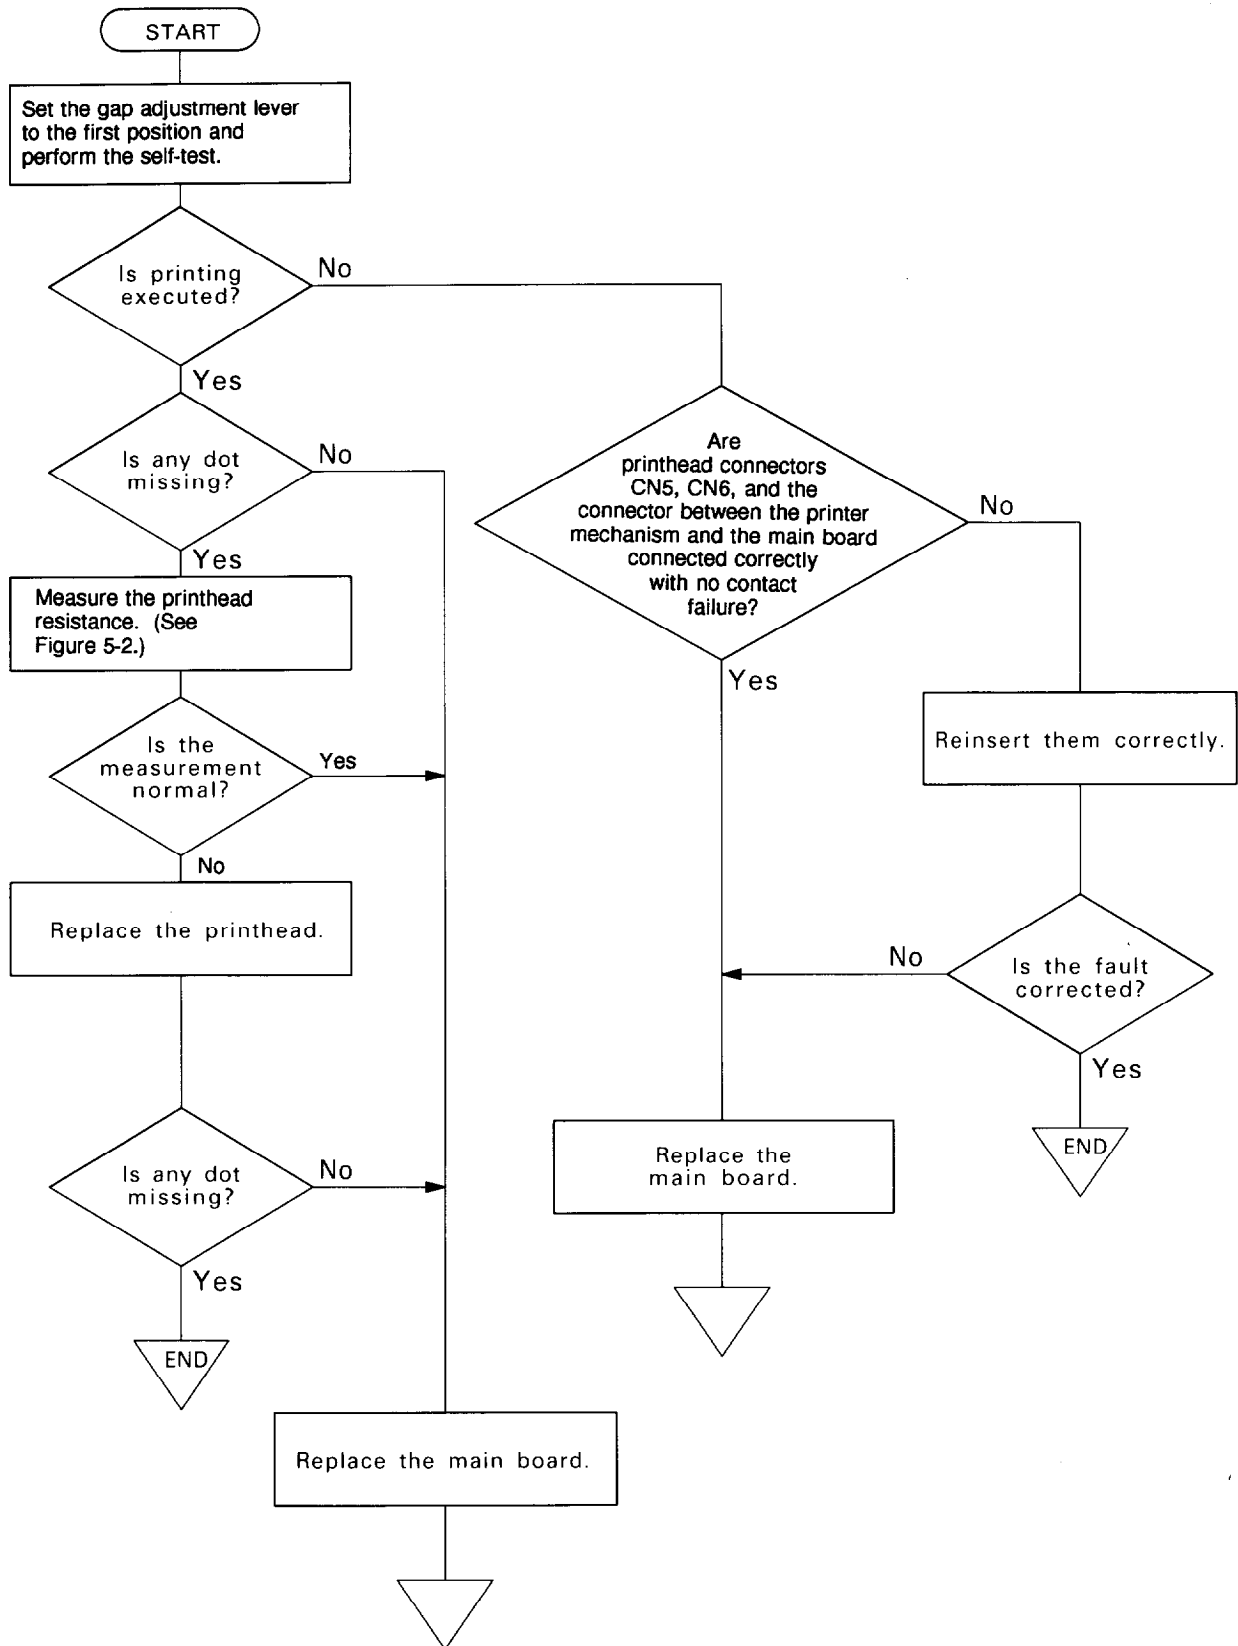 START
Set the gap adjustment lever
to the first position and
perform the self-test.
Is printing
executed?
No
Yes
Is any dot
missing?
No
Yes
Measure the printhead
resistance. (See
Figure 5-2.)
Is the
measurement
normal?
Yes
No
Replace the printhead.
Is any dot
missing?
No
Yes
END
Replace the main board.
Are
printhead connectors
CN5, CN6, and the
connector between the printer
mechanism and the main board
connected correctly
with no contact
failure?
No
Yes
Reinsert them correctly.
Is the fault
corrected?
No
Yes
END
Replace the
main board.